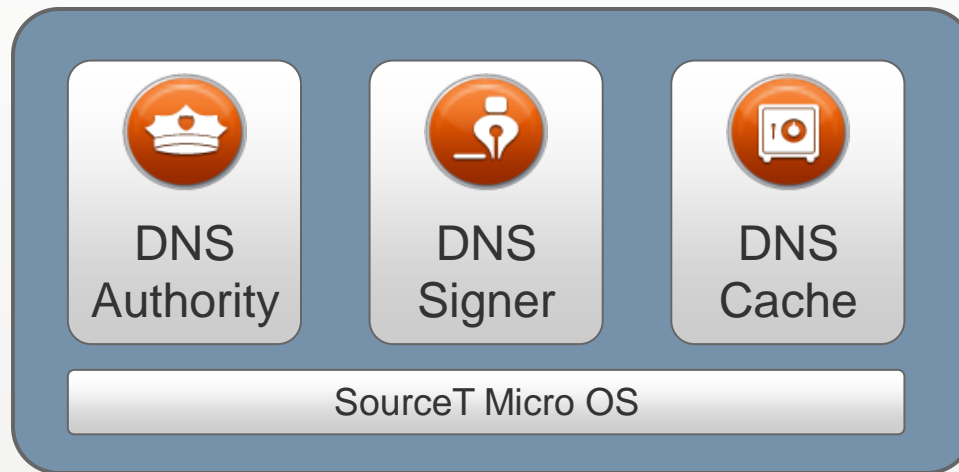 DNS
Authority
DNS
Signer
DNS
Cache
SourceT Micro OS